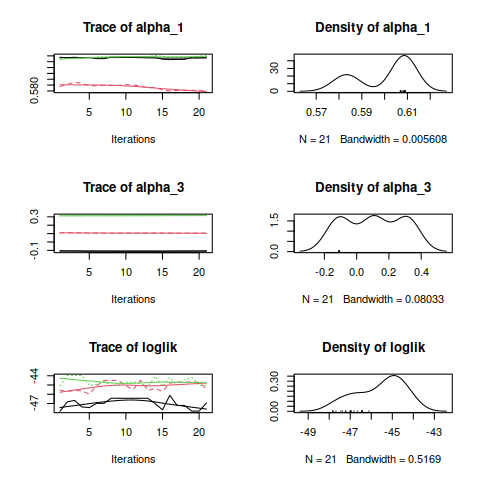 Trace of alpha_1
Density of alpha_1
0.580
0 30
5 10 15 20
0.57 0.59 0.61
Iterations
N = 21 Bandwidth = 0.005608
Trace of alpha_3
Density of alpha_3
-0.1 0.3
0.0 1.5
5 10 15 20
-0.2 0.0 0.2 0.4
Iterations
N = 21 Bandwidth = 0.08033
Trace of loglik
Density of loglik
-47 -44
0.00 0.30
5 10 15 20
-49 -47 -45 -43
Iterations
N = 21 Bandwidth = 0.5169